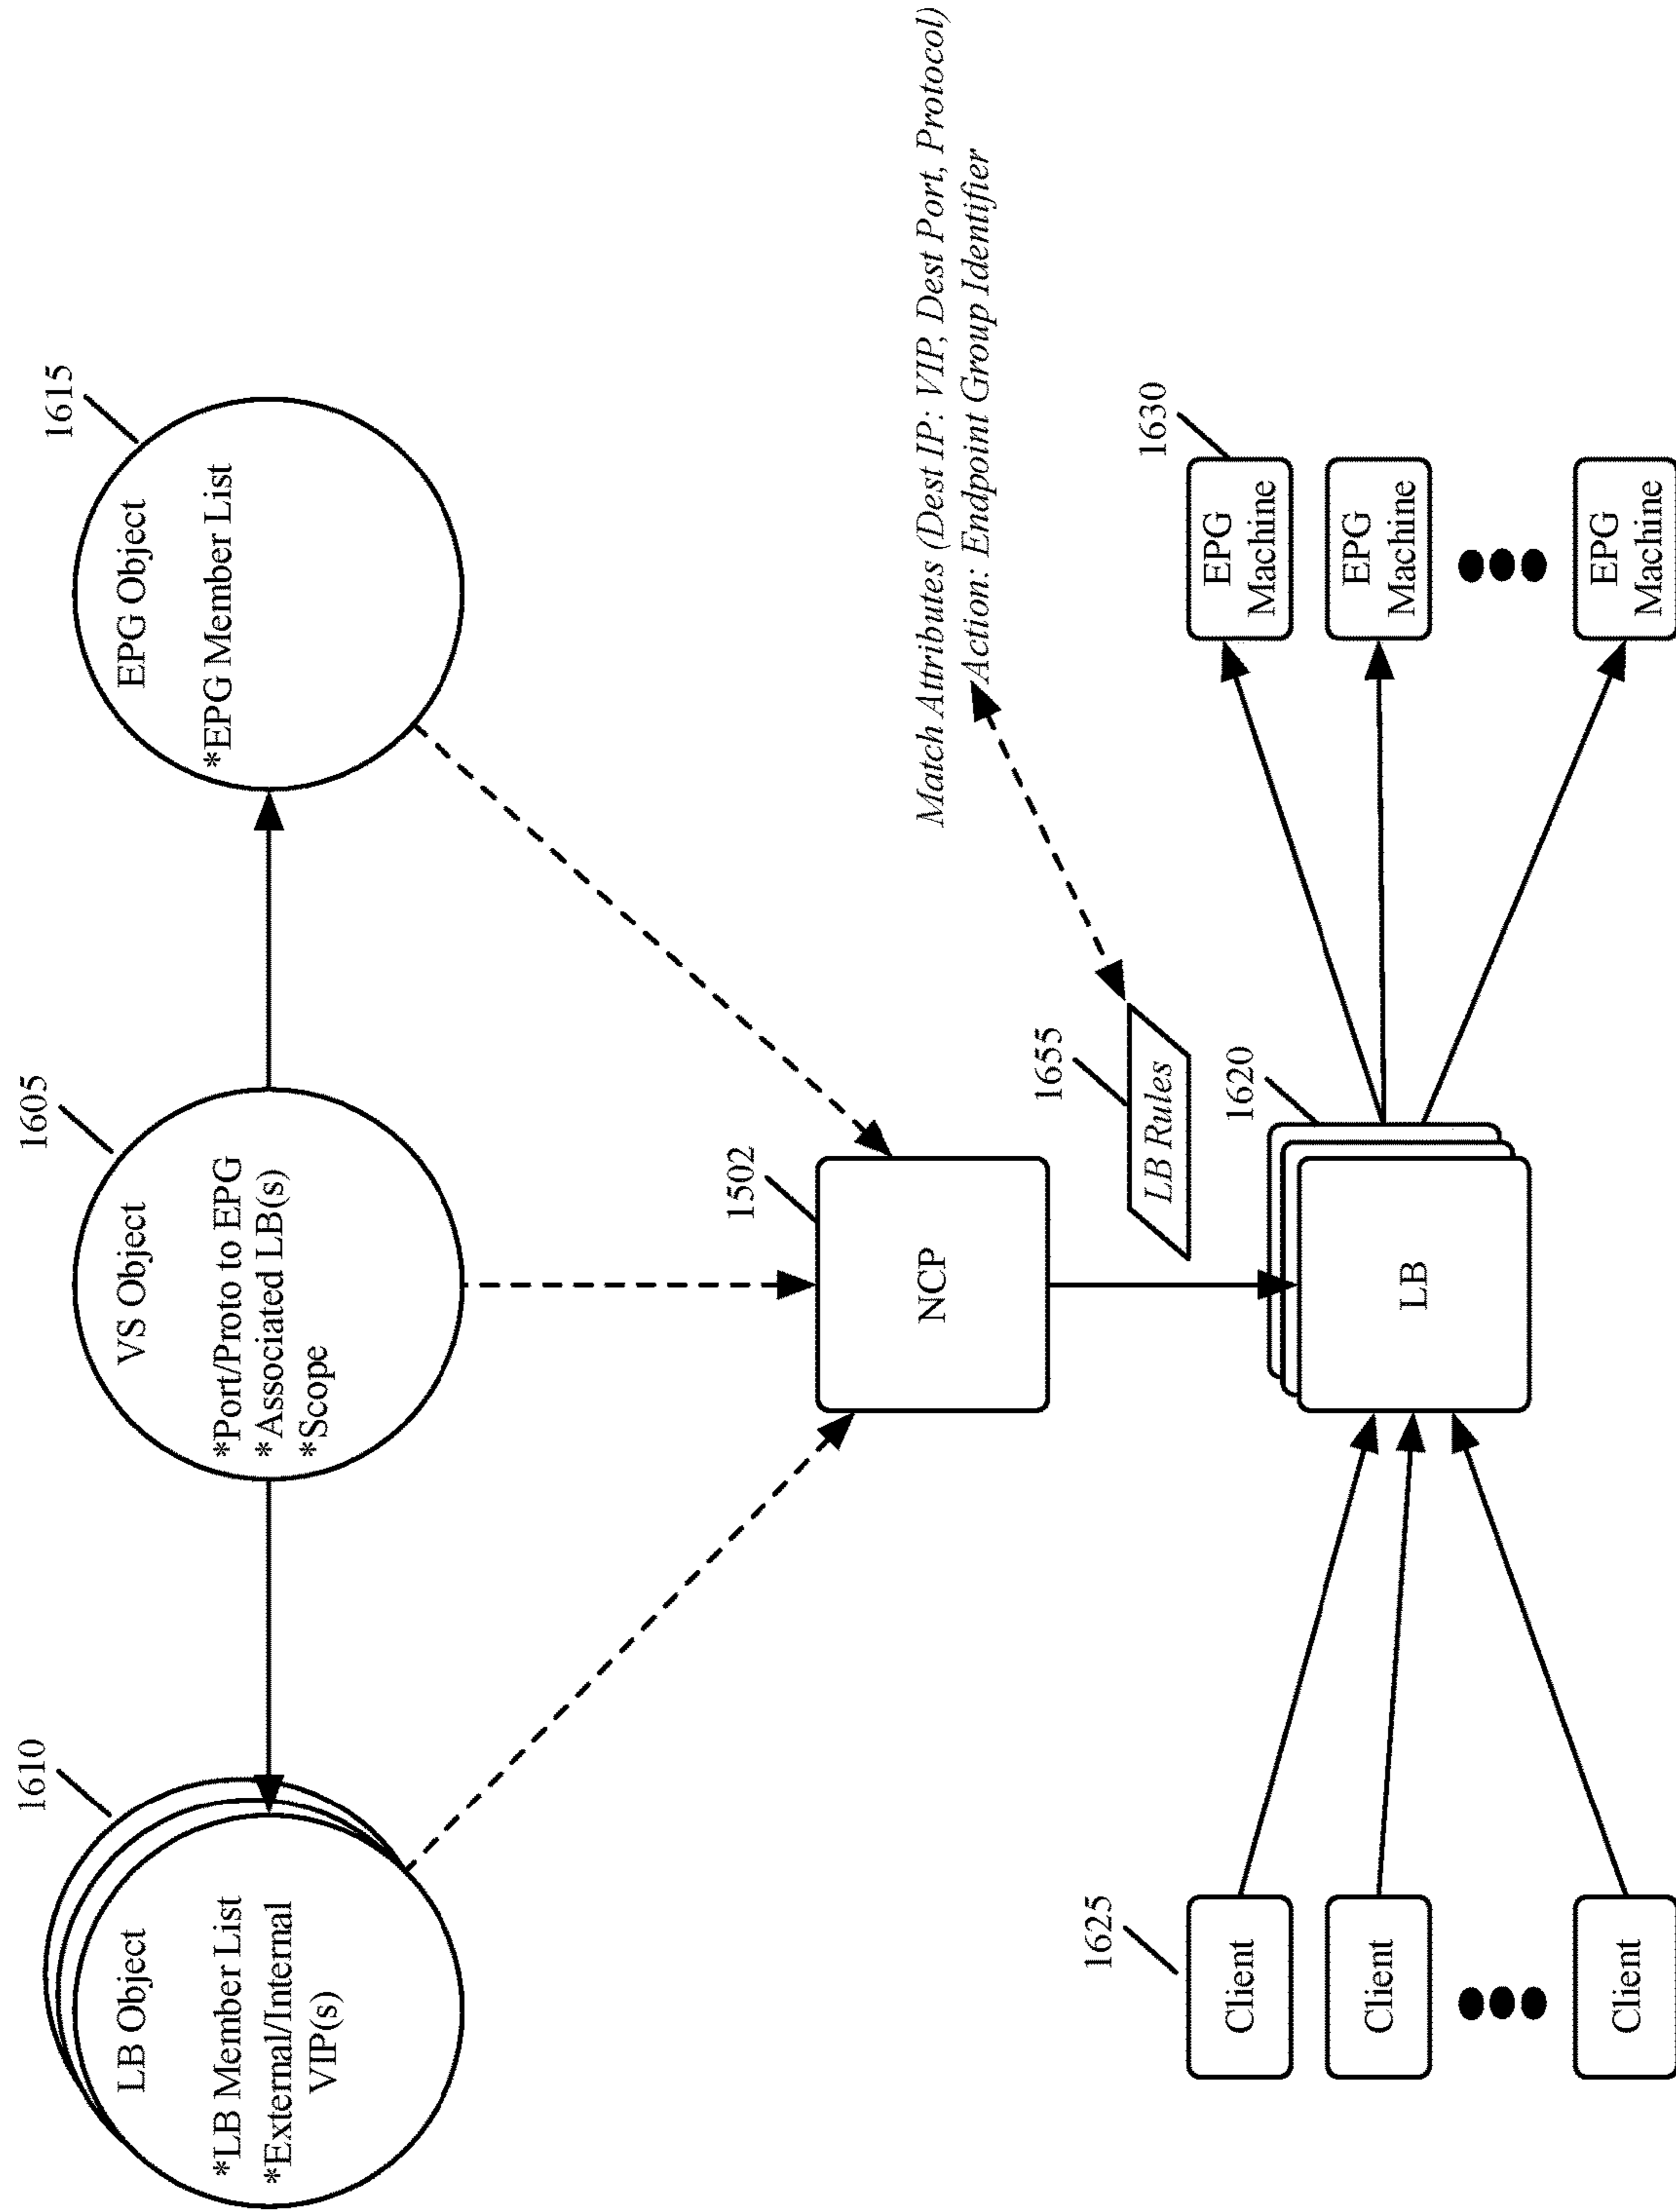 1610
1605
1615
LB Object
*LB Member List
*External/Internal
VIP(s)
VS Object
*Port/Proto to EPG
*Associated LB(s)
*Scope
EPG Object
*EPG Member List
1502
NCP
Match Attributes (Dest IP: VIP, Dest Port, Protocol)
Action: Endpoint Group Identifier
1655
LB Rules
1625
1620
1630
Client
Client
Client
LB
EPG
Machine
EPG
Machine
EPG
Machine